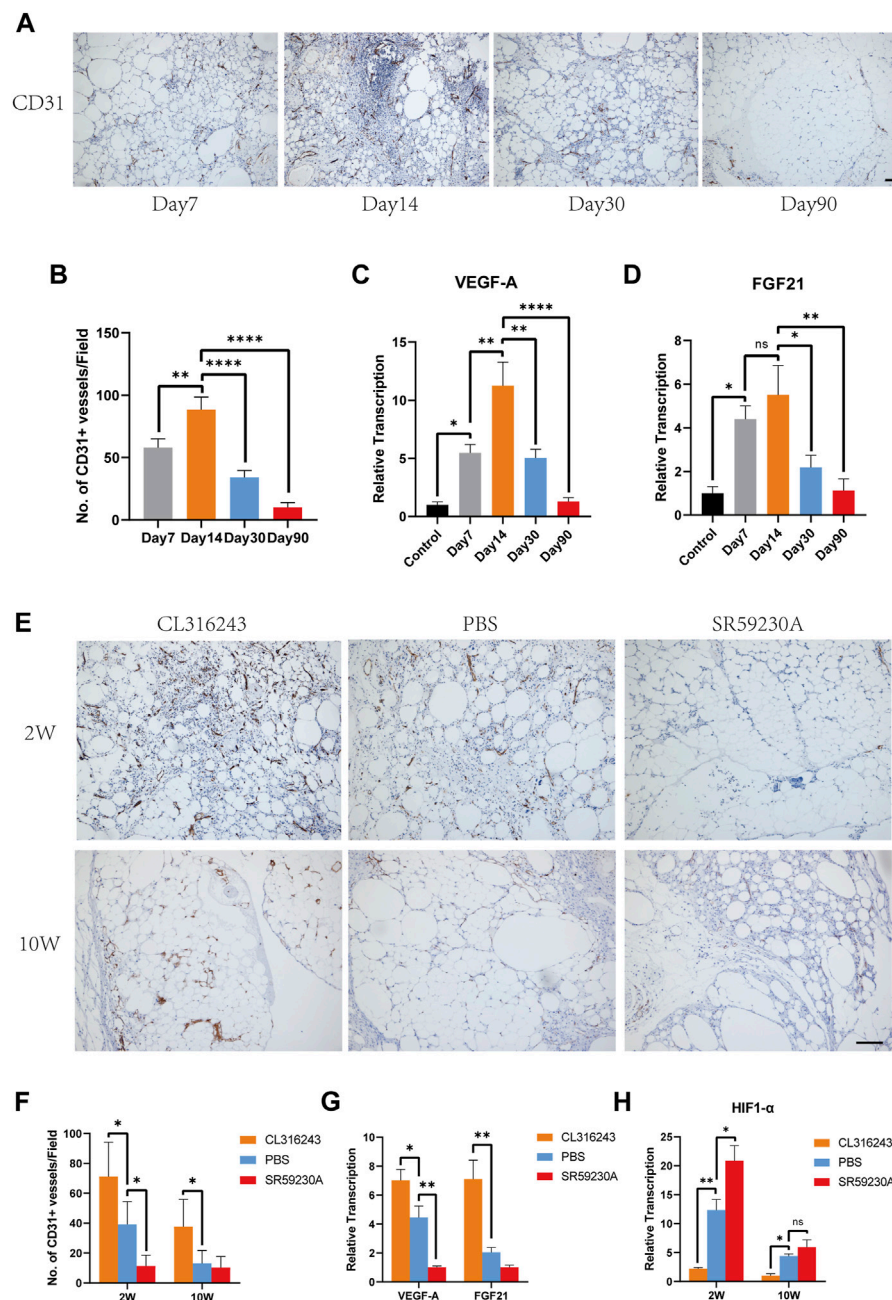 A
CD31
Day7 Day14 Day30 Day90
B
No. of CD31+ vessels/Field
150
100
50
0
** **** ****
Day7 Day14 Day30 Day90
C
VEGF-A
Relative Transcription
15
10
5
0
* ** ** ****
Control Day7 Day14 Day30 Day90
D
FGF21
Relative Transcription
8
6
4
2
0
* ns * **
Control Day7 Day14 Day30 Day90
E
CL316243 PBS SR59230A
2W
10W
F
No. of CD31+ vessels/Field
100
80
60
40
20
0
* * *
2W 10W
CL316243
PBS
SR59230A
G
Relative Transcription
10
8
6
4
2
0
* ** **
VEGF-A FGF21
CL316243
PBS
SR59230A
H
HIF1-α
Relative Transcription
30
20
10
0
** * * ns
2W 10W
CL316243
PBS
SR59230A